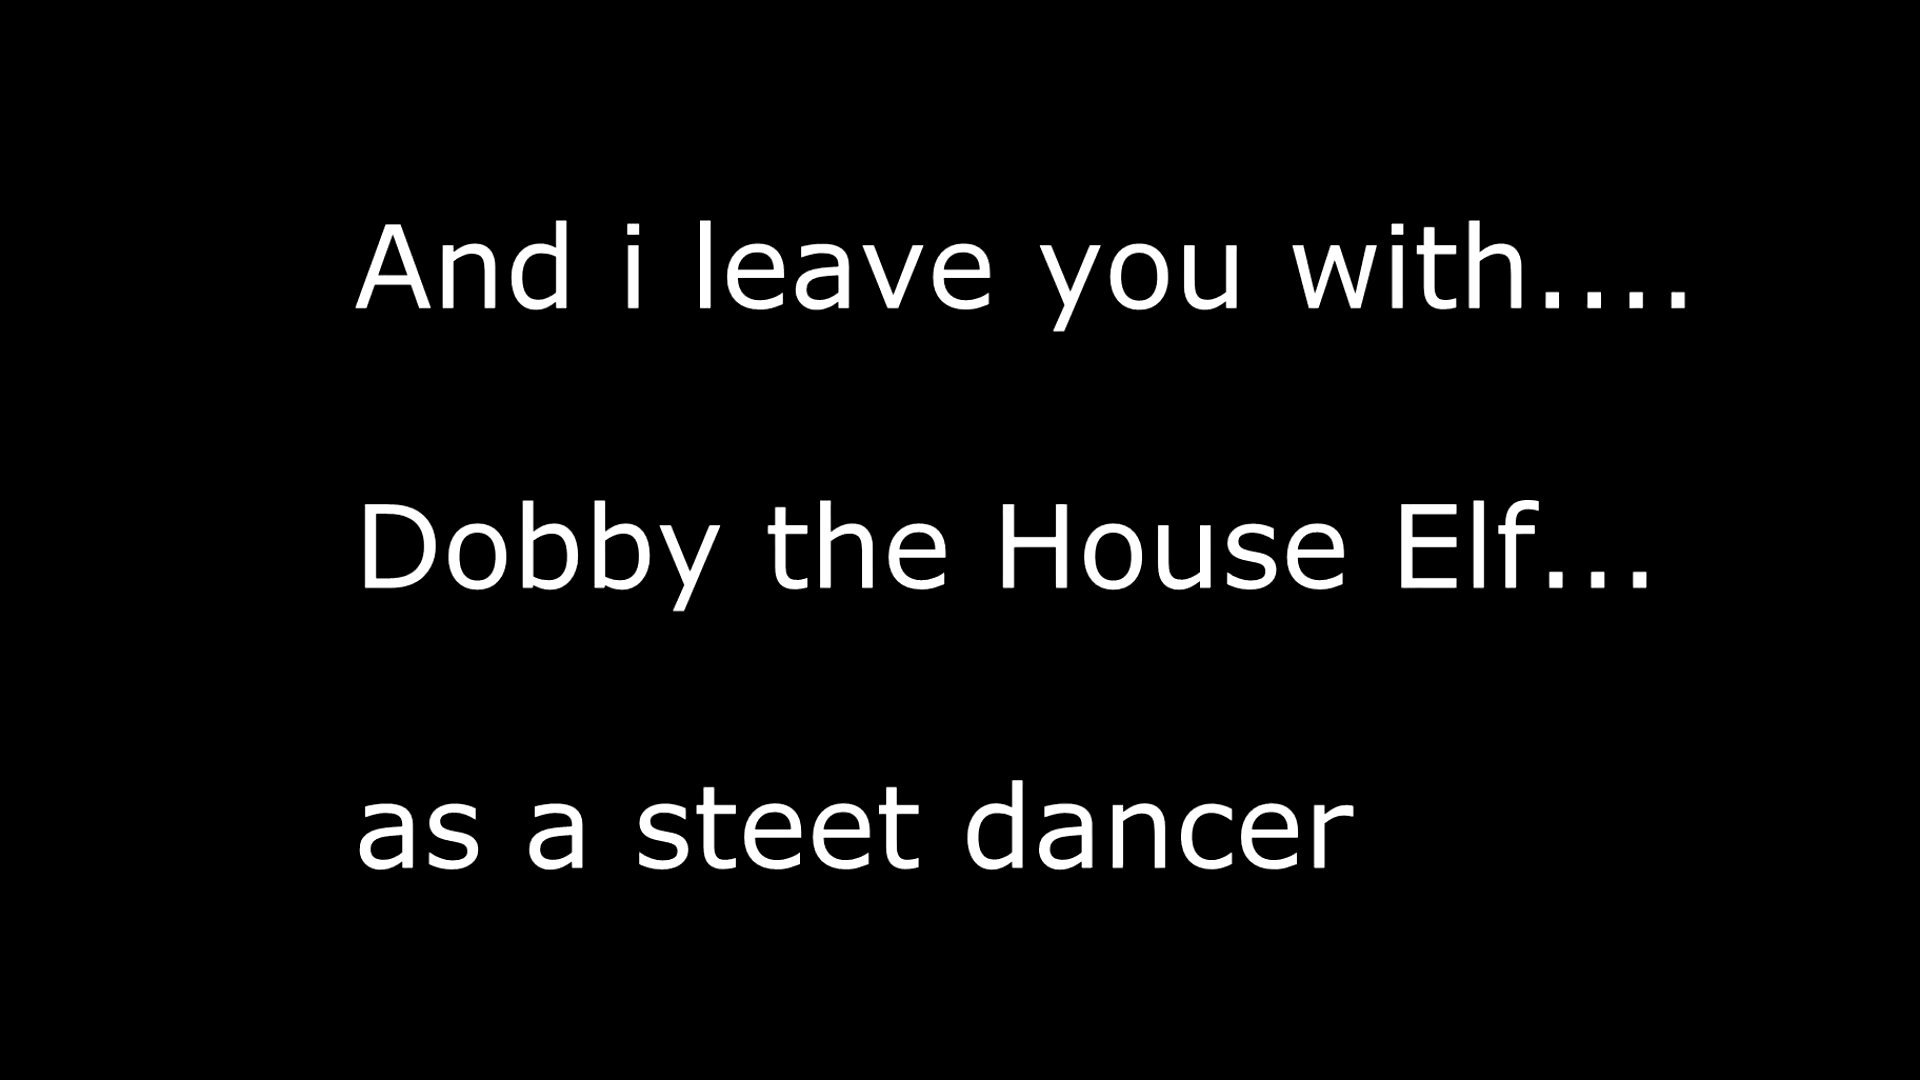 And i leave you with....
Dobby the House Elf...
as a steet dancer